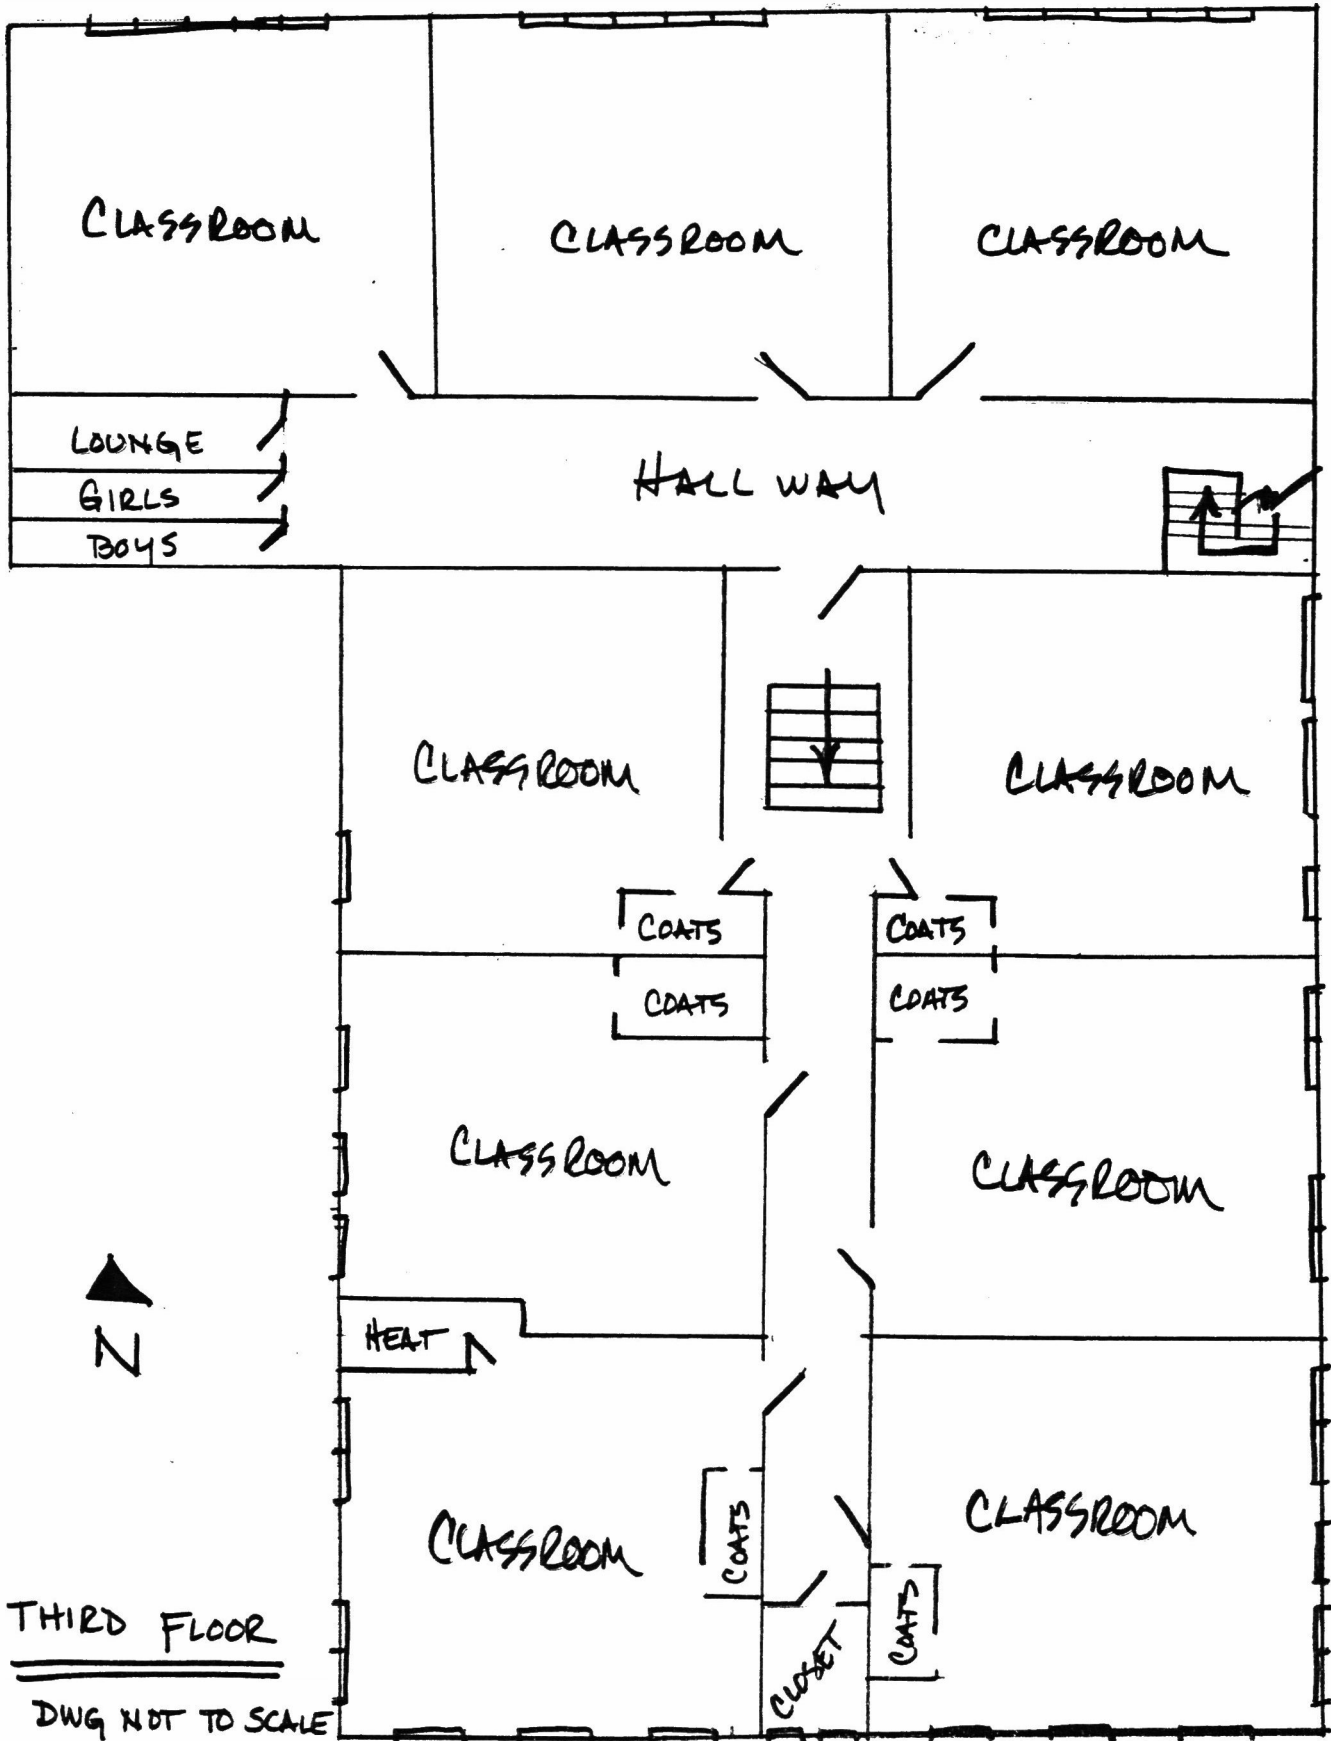 CLASSROOM
CLASSROOM
CLASSROOM
LOUNGE
GIRLS
BOYS
HALL WAY
CLASSROOM
CLASSROOM
COATS
COATS
COATS
COATS
CLASSROOM
CLASSROOM
HEAT
N
CLASSROOM
COATS
CLASSROOM
COATS
CLOSET
THIRD FLOOR
DWG NOT TO SCALE